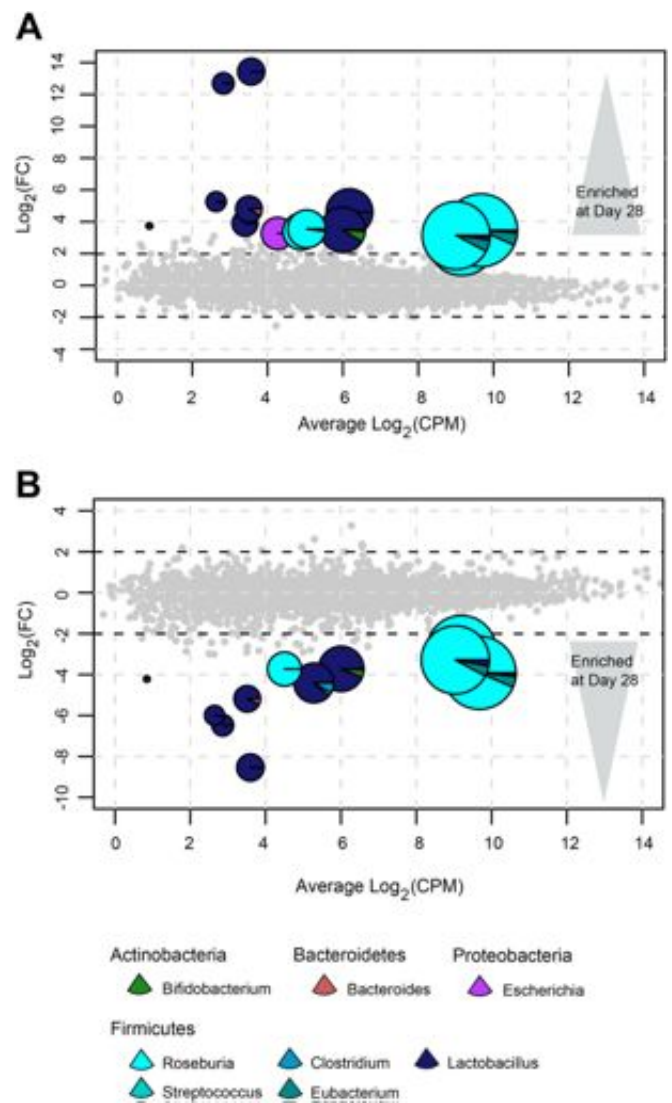 A
14
12
10
8
6
4
2
0
-2
-4
Log2(FC)
Enriched
at Day 28
0 2 4 6 8 10 12 14
Average Log2(CPM)
B
4
2
0
-2
-4
-6
-8
-10
Log2(FC)
Enriched
at Day 28
0 2 4 6 8 10 12 14
Average Log2(CPM)
Actinobacteria Bacteroidetes Proteobacteria
Bifidobacterium Bacteroides Escherichia
Firmicutes
Roseburia Clostridium Lactobacillus
Streptococcus Eubacterium